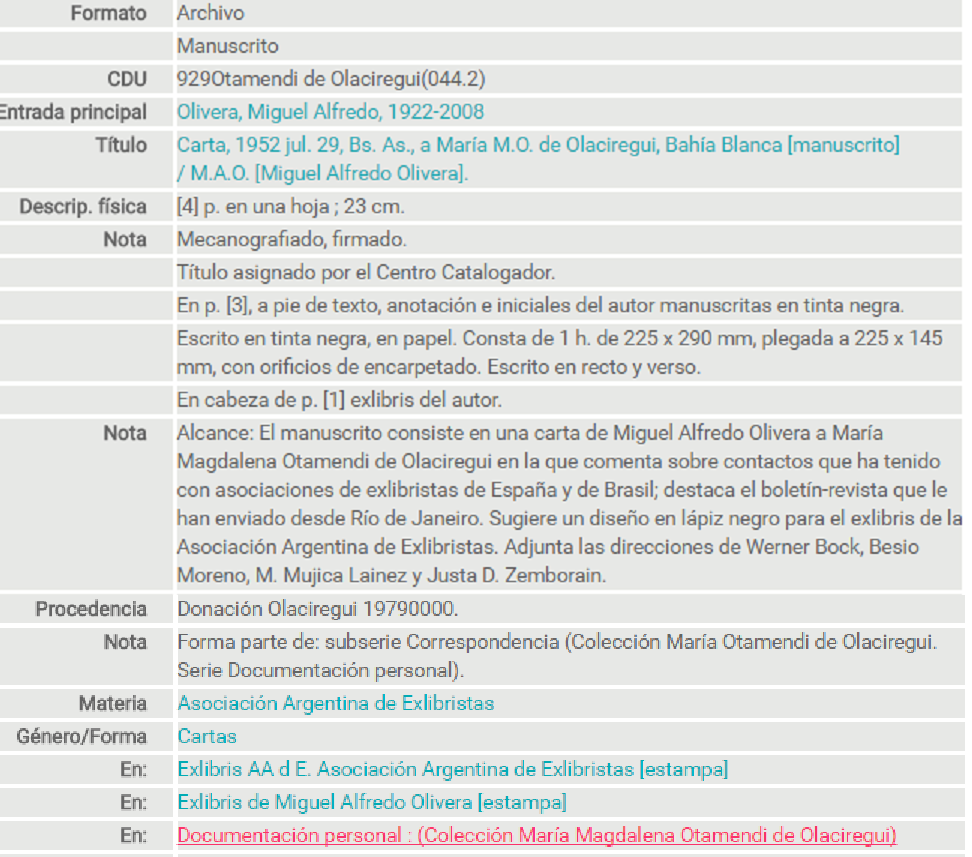 Formato Archivo
Manuscrito
CDU 929Otamendi de Olaciregui(044.2)
Entrada principal Olivera, Miguel Alfredo, 1922-2008
Título Carta, 1952 jul. 29, Bs. As., a María M.O. de Olaciregui, Bahía Blanca [manuscrito]
/ M.A.O. [Miguel Alfredo Olivera].
Descrip. física [4] p. en una hoja ; 23 cm.
Nota Mecanografiado, firmado.
Título asignado por el Centro Catalogador.
En p. [3], a pie de texto, anotación e iniciales del autor manuscritas en tinta negra.
Escrito en tinta negra, en papel. Consta de 1 h. de 225 x 290 mm, plegada a 225 x 145
mm, con orificios de encarpetado. Escrito en recto y verso.
En cabeza de p. [1] exlibris del autor.
Nota Alcance: El manuscrito consiste en una carta de Miguel Alfredo Olivera a María
Magdalena Otamendi de Olaciregui en la que comenta sobre contactos que ha tenido
con asociaciones de exlibristas de España y de Brasil; destaca el boletín-revista que le
han enviado desde Río de Janeiro. Sugiere un diseño en lápiz negro para el exlibris de la
Asociación Argentina de Exlibristas. Adjunta las direcciones de Werner Bock, Besio
Moreno, M. Mujica Lainez y Justa D. Zemborain.
Procedencia Donación Olaciregui 19790000.
Nota Forma parte de: subserie Correspondencia (Colección María Otamendi de Olaciregui.
Serie Documentación personal).
Materia Asociación Argentina de Exlibristas
Género/Forma Cartas
En: Exlibris AA d E. Asociación Argentina de Exlibristas [estampa]
En: Exlibris de Miguel Alfredo Olivera [estampa]
En: Documentación personal : (Colección María Magdalena Otamendi de Olaciregui)